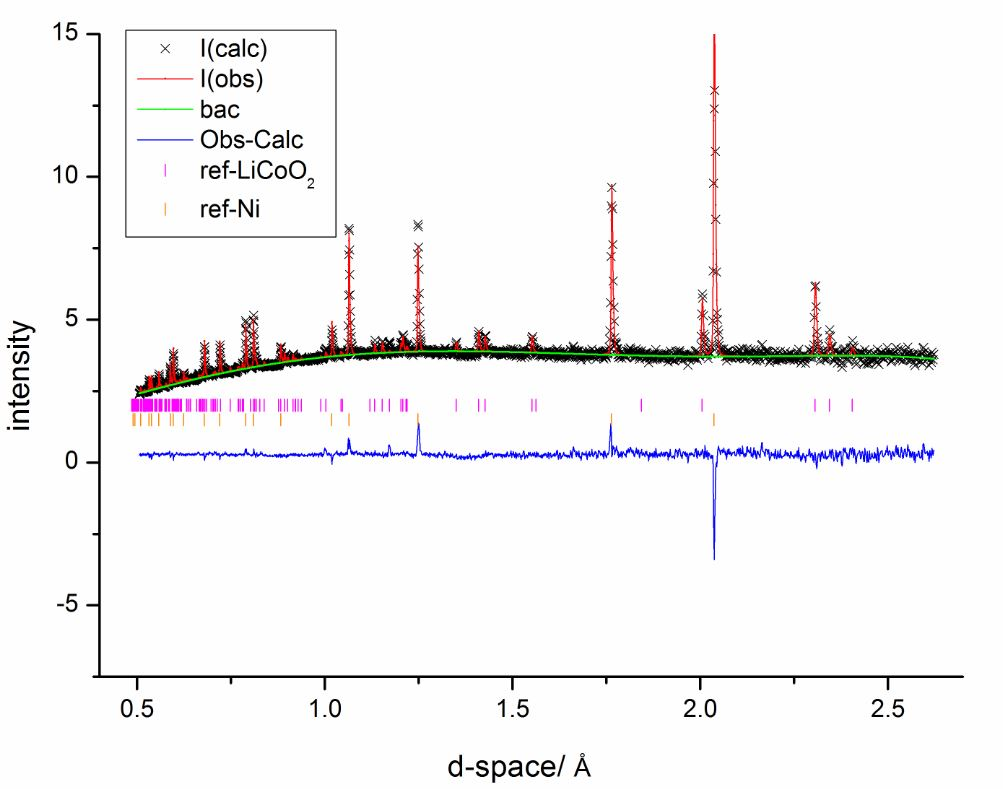 15
10
5
0
-5
intensity
I(calc)
I(obs)
bac
Obs-Calc
ref-LiCoO₂
ref-Ni
0.5 1.0 1.5 2.0 2.5
d-space/ Å